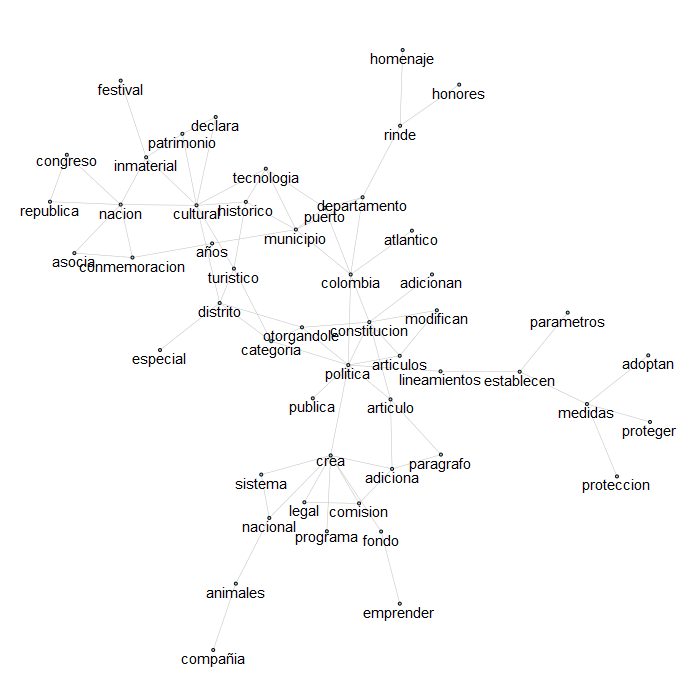 homenaje
festival
honores
declara
rinde
patrimonio
congreso
inmaterial
tecnologia
departamento
republica
nacion
cultural
historico
puerto
municipio
atlantico
años
asocia
conmemoracion
turistico
colombia
adicionan
distrito
modifican
parametros
otorgandole
constitucion
categoria
especial
articulos
adoptan
politica
lineamientos
establecen
publica
articulo
medidas
proteger
crea
paragrafo
sistema
adiciona
proteccion
legal
comision
nacional
programa
fondo
animales
emprender
compañia